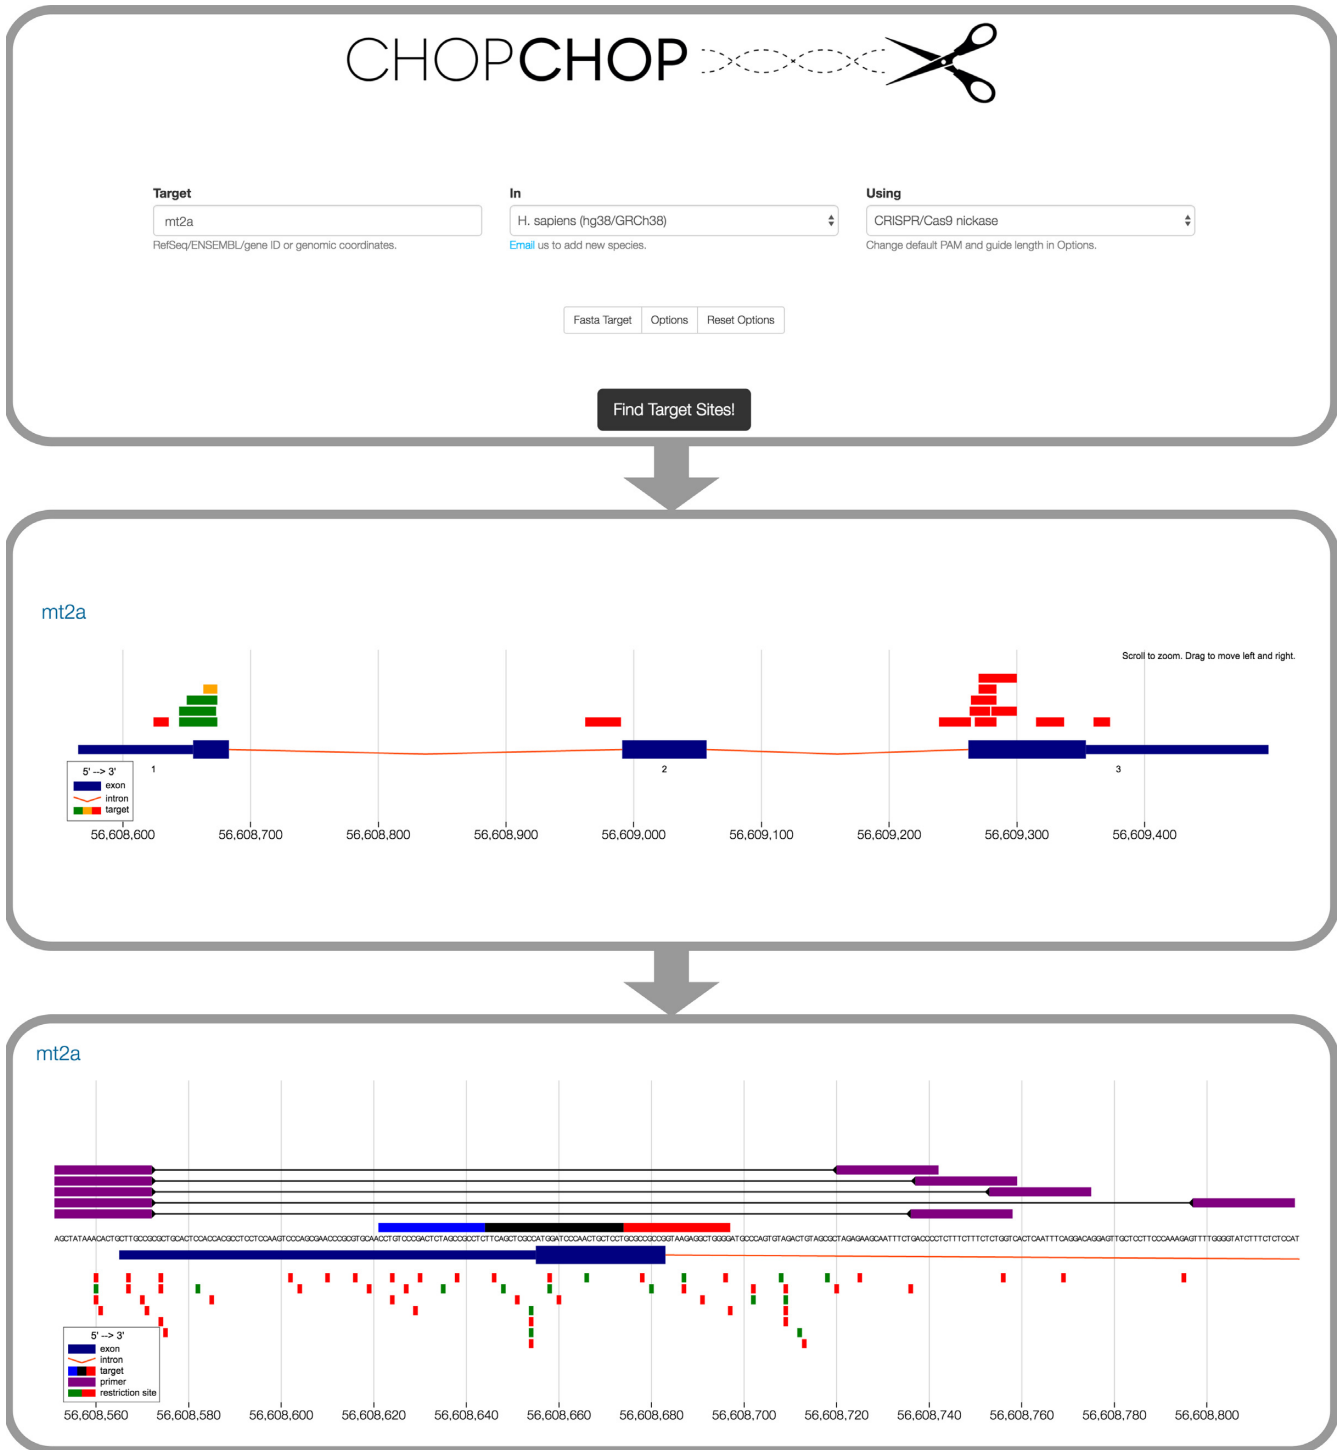 CHOPCHOP
Target
In
Using
mt2a
H. sapiens (hg38/GRCh38)
CRISPR/Cas9 nickase
RefSeq/ENSEMBL/gene ID or genomic coordinates.
Email us to add new species.
Change default PAM and guide length in Options.
Fasta Target
Options
Reset Options
Find Target Sites!
mt2a
Scroll to zoom. Drag to move left and right.
1
2
3
5' --> 3'
exon
intron
target
56,608,600
56,608,700
56,608,800
56,608,900
56,609,000
56,609,100
56,609,200
56,609,300
56,609,400
mt2a
5' --> 3'
exon
intron
target
primer
restriction site
56,608,560
56,608,580
56,608,600
56,608,620
56,608,640
56,608,660
56,608,680
56,608,700
56,608,720
56,608,740
56,608,760
56,608,780
56,608,800